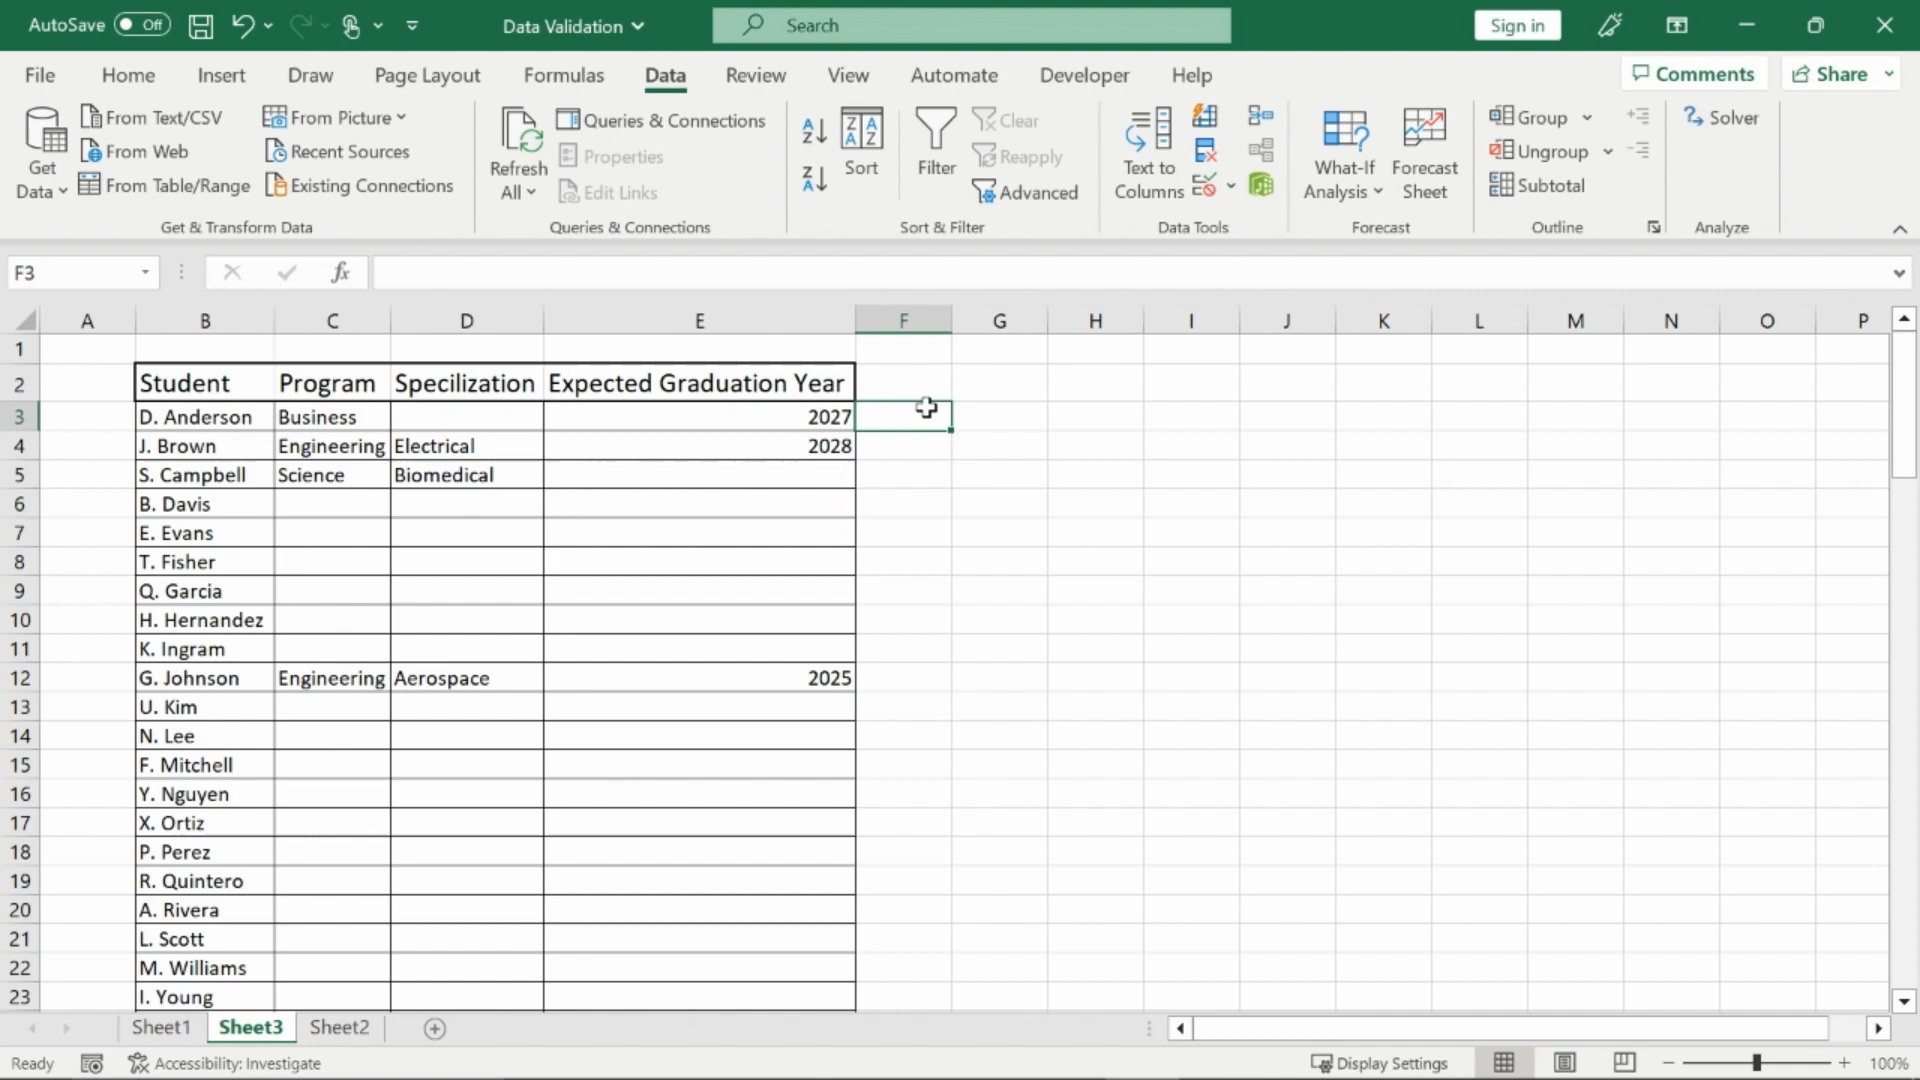 AutoSave Off Data Validation Search Sign in
File Home Insert Draw Page Layout Formulas Data Review View Automate Developer Help Comments Share
Get Data
From Text/CSV
From Web
From Table/Range
From Picture
Recent Sources
Existing Connections
Get & Transform Data
Refresh All
Queries & Connections
Properties
Edit Links
Queries & Connections
Sort
Filter
Clear
Reapply
Advanced
Sort & Filter
Text to Columns
Data Tools
What-If Analysis
Forecast Sheet
Forecast
Group
Ungroup
Subtotal
Outline
Solver
Analyze
F3 fx
A B C D E F G H I J K L M N O P
1
2 Student Program Specilization Expected Graduation Year
3 D. Anderson Business 2027
4 J. Brown Engineering Electrical 2028
5 S. Campbell Science Biomedical
6 B. Davis
7 E. Evans
8 T. Fisher
9 Q. Garcia
10 H. Hernandez
11 K. Ingram
12 G. Johnson Engineering Aerospace 2025
13 U. Kim
14 N. Lee
15 F. Mitchell
16 Y. Nguyen
17 X. Ortiz
18 P. Perez
19 R. Quintero
20 A. Rivera
21 L. Scott
22 M. Williams
23 I. Young
Sheet1 Sheet3 Sheet2
Ready Accessibility: Investigate Display Settings 100%